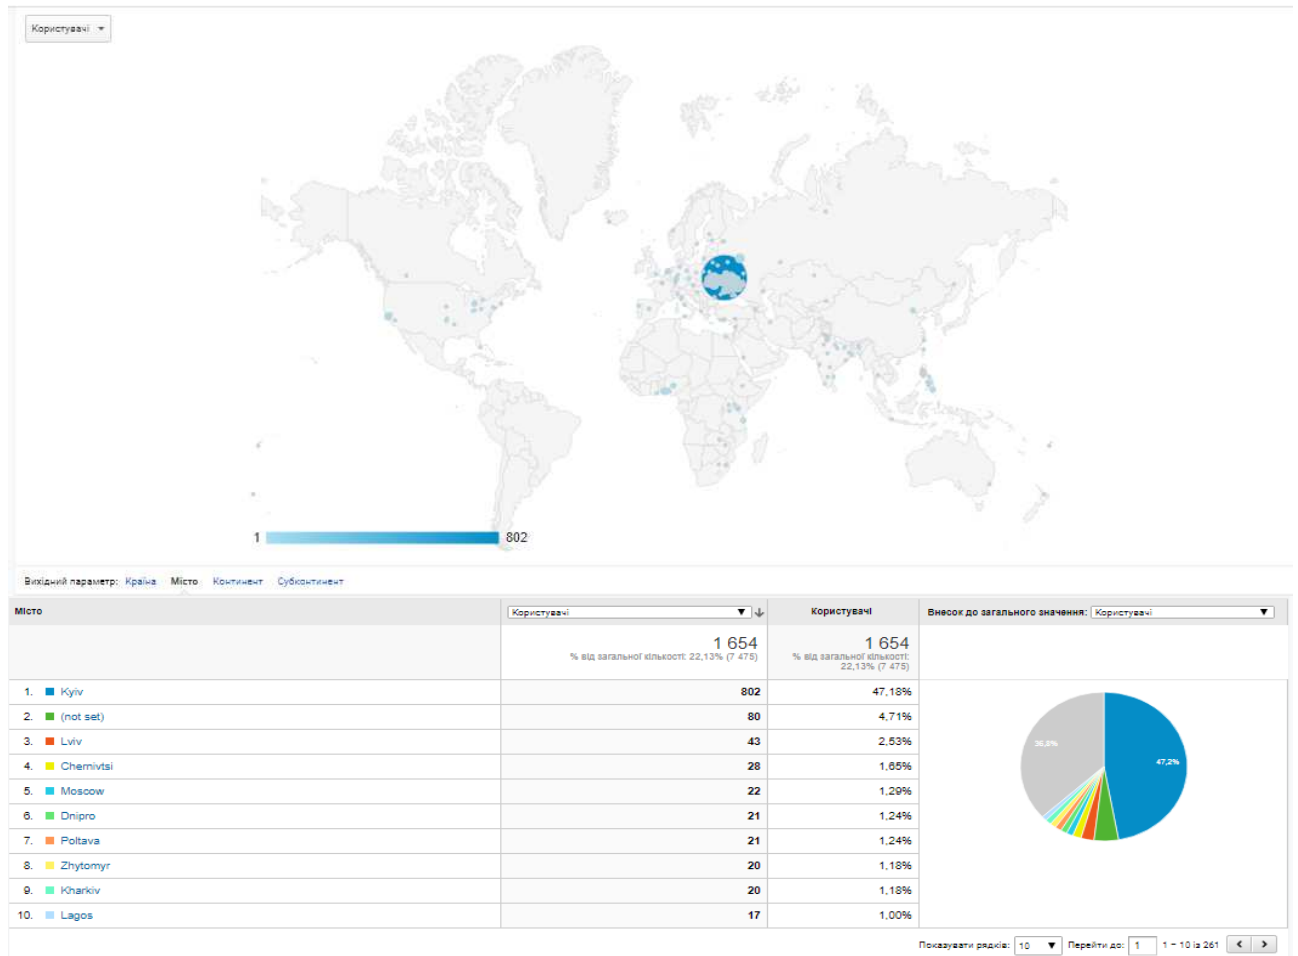 Користувачі
1 802
Вихідний параметр: Країна Місто Континент Субконтинент
Місто Користувачі Користувачі Внесок до загального значення: Користувачі
1 654 1 654
% від загальної кількості: 22,13% (7 475) % від загальної кількості:
22,13% (7 475)
1. Kyiv 802 47,18%
2. (not set) 80 4,71%
3. Lviv 43 2,53%
4. Chernivtsi 28 1,65%
5. Moscow 22 1,29%
6. Dnipro 21 1,24%
7. Poltava 21 1,24%
8. Zhytomyr 20 1,18%
9. Kharkiv 20 1,18%
10. Lagos 17 1,00%
36,8%
47,2%
Показувати рядків: 10 Перейти до: 1 1 – 10 із 261